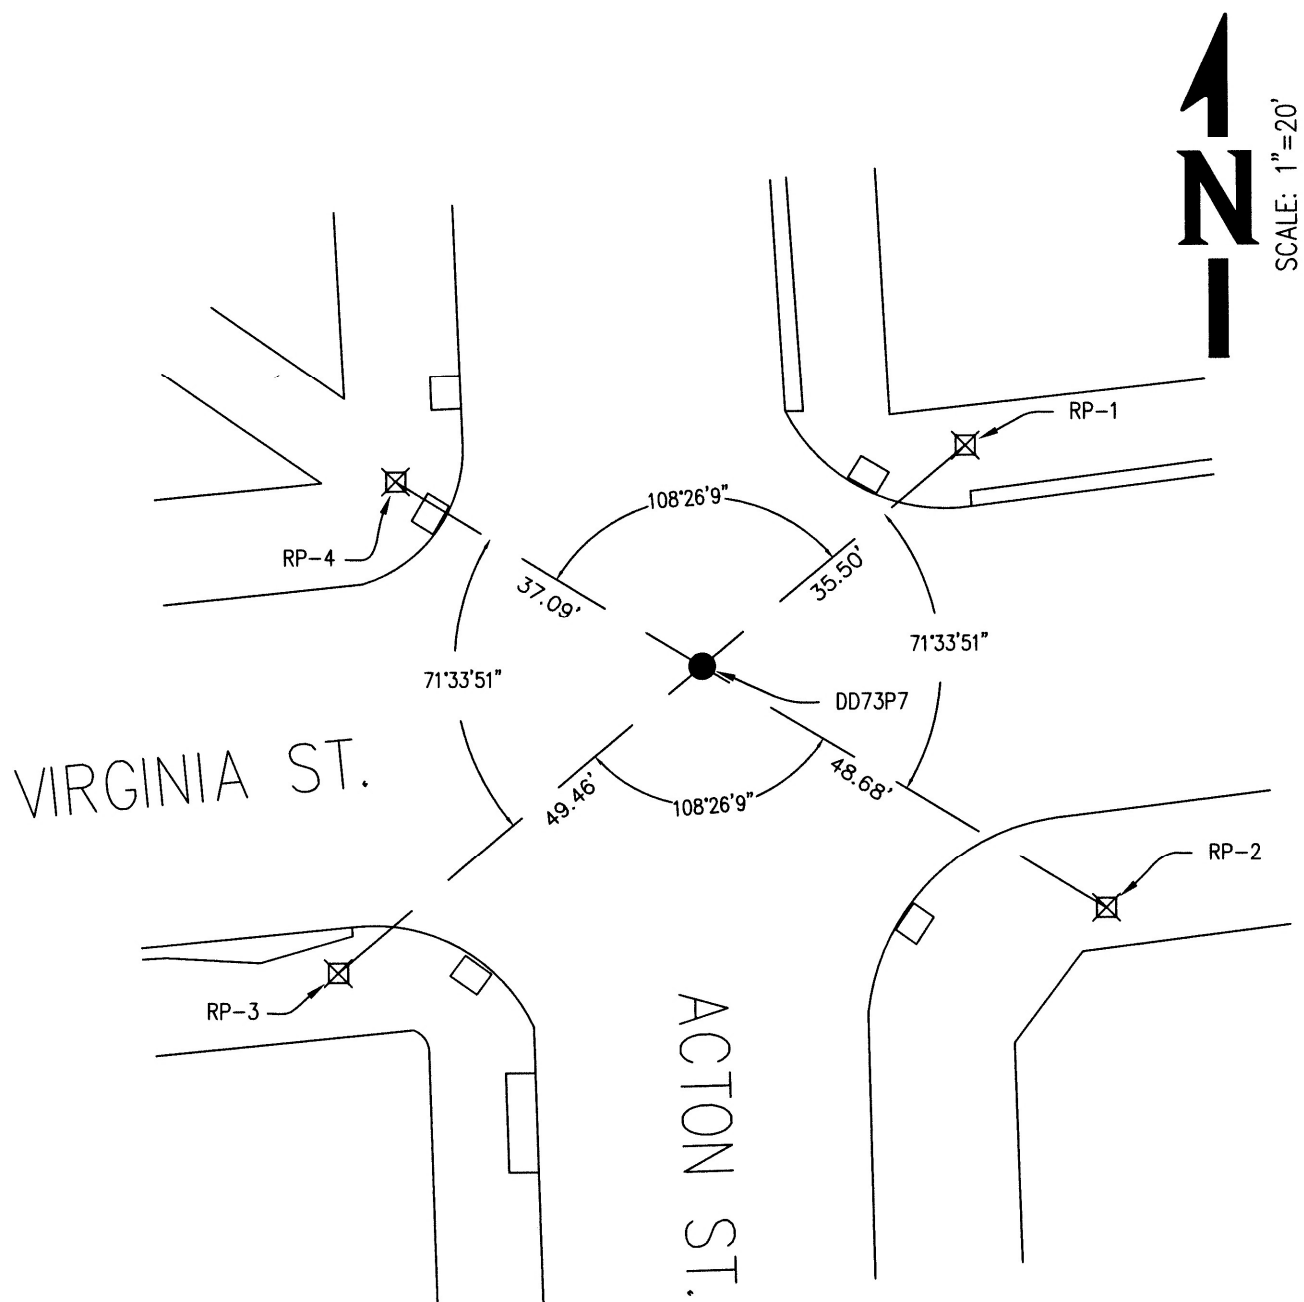 N
SCALE: 1"=20'
RP-1
108°26'9"
RP-4
35.50'
37.09'
71°33'51"
71°33'51"
DD73P7
VIRGINIA ST.
49.46'
108°26'9"
48.68'
RP-2
RP-3
ACTON ST.